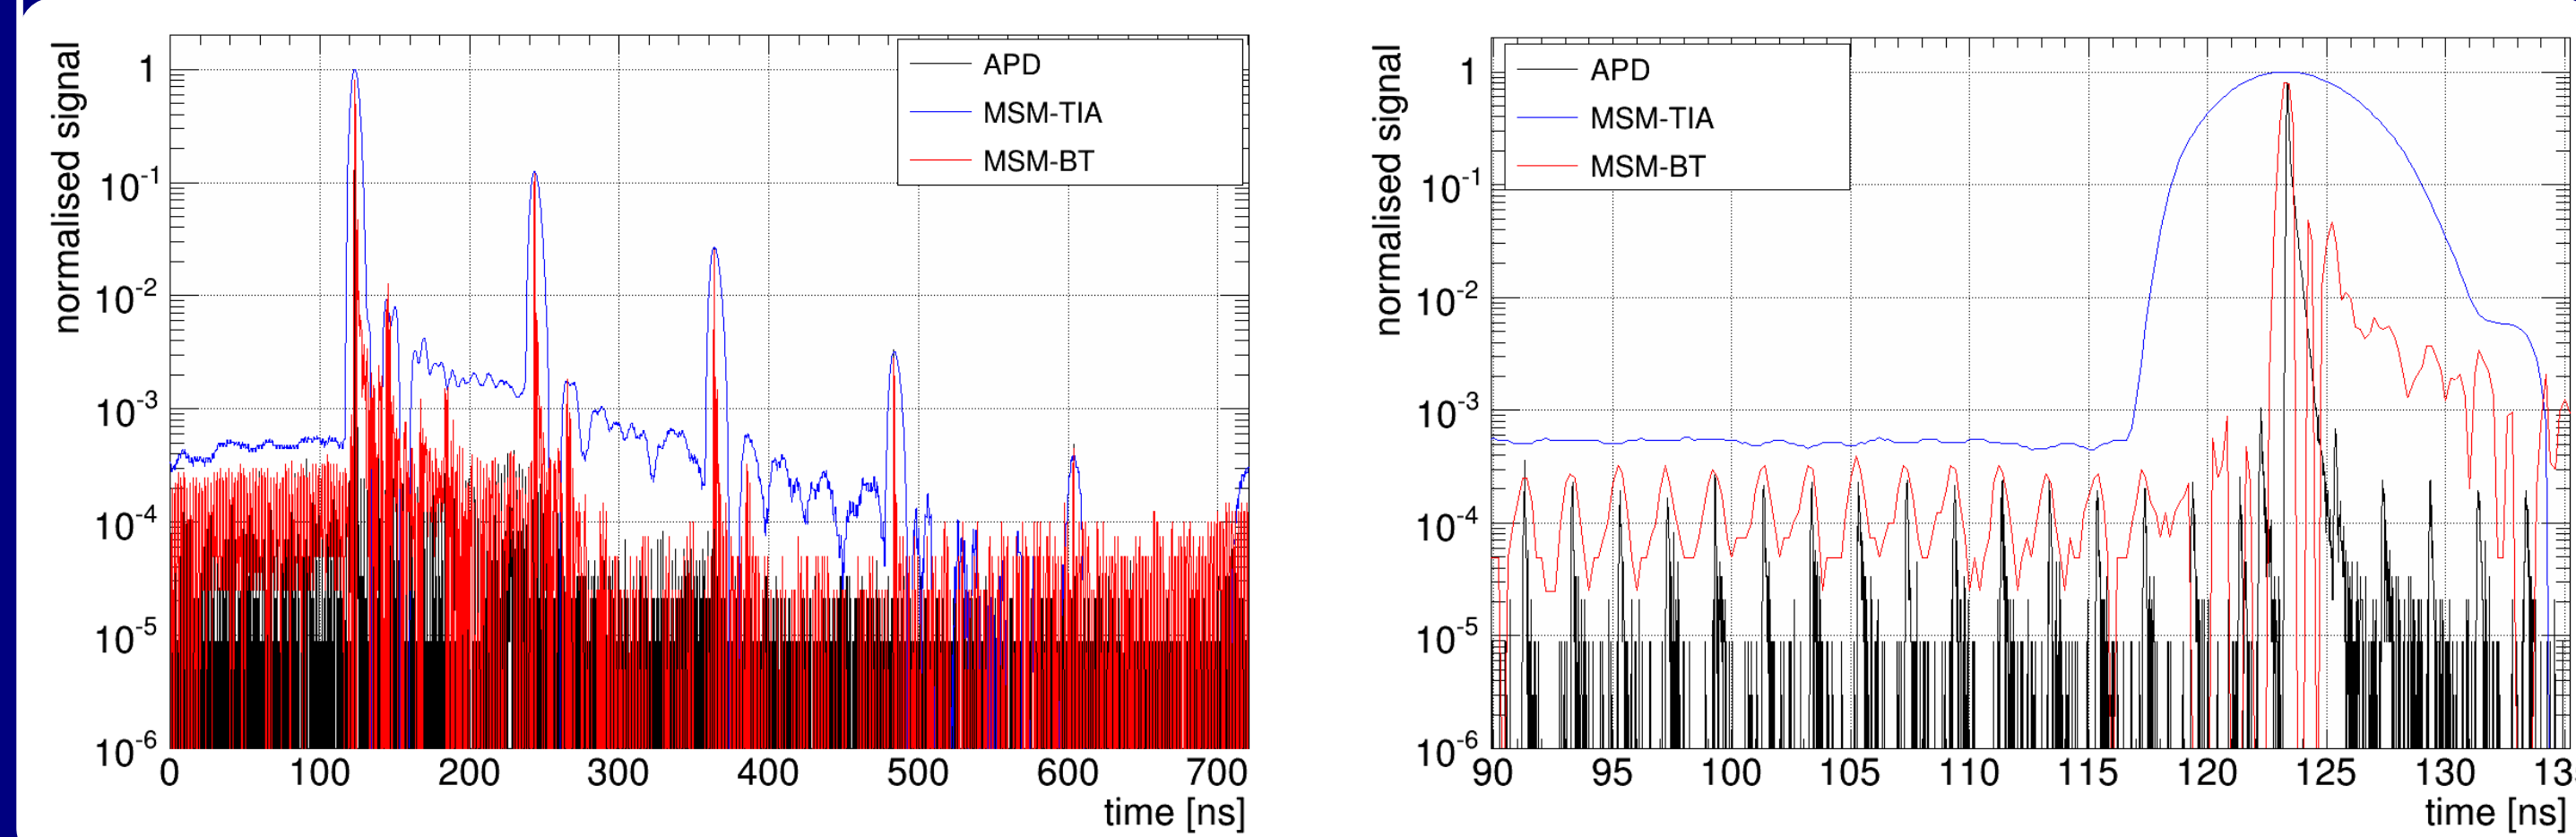 normalised signal
1
10-1
10-2
10-3
10-4
10-5
10-6
APD
MSM-TIA
MSM-BT
0 100 200 300 400 500 600 700
time [ns]
normalised signal
1
10-1
10-2
10-3
10-4
10-5
10-6
APD
MSM-TIA
MSM-BT
90 95 100 105 110 115 120 125 130 13
time [ns]